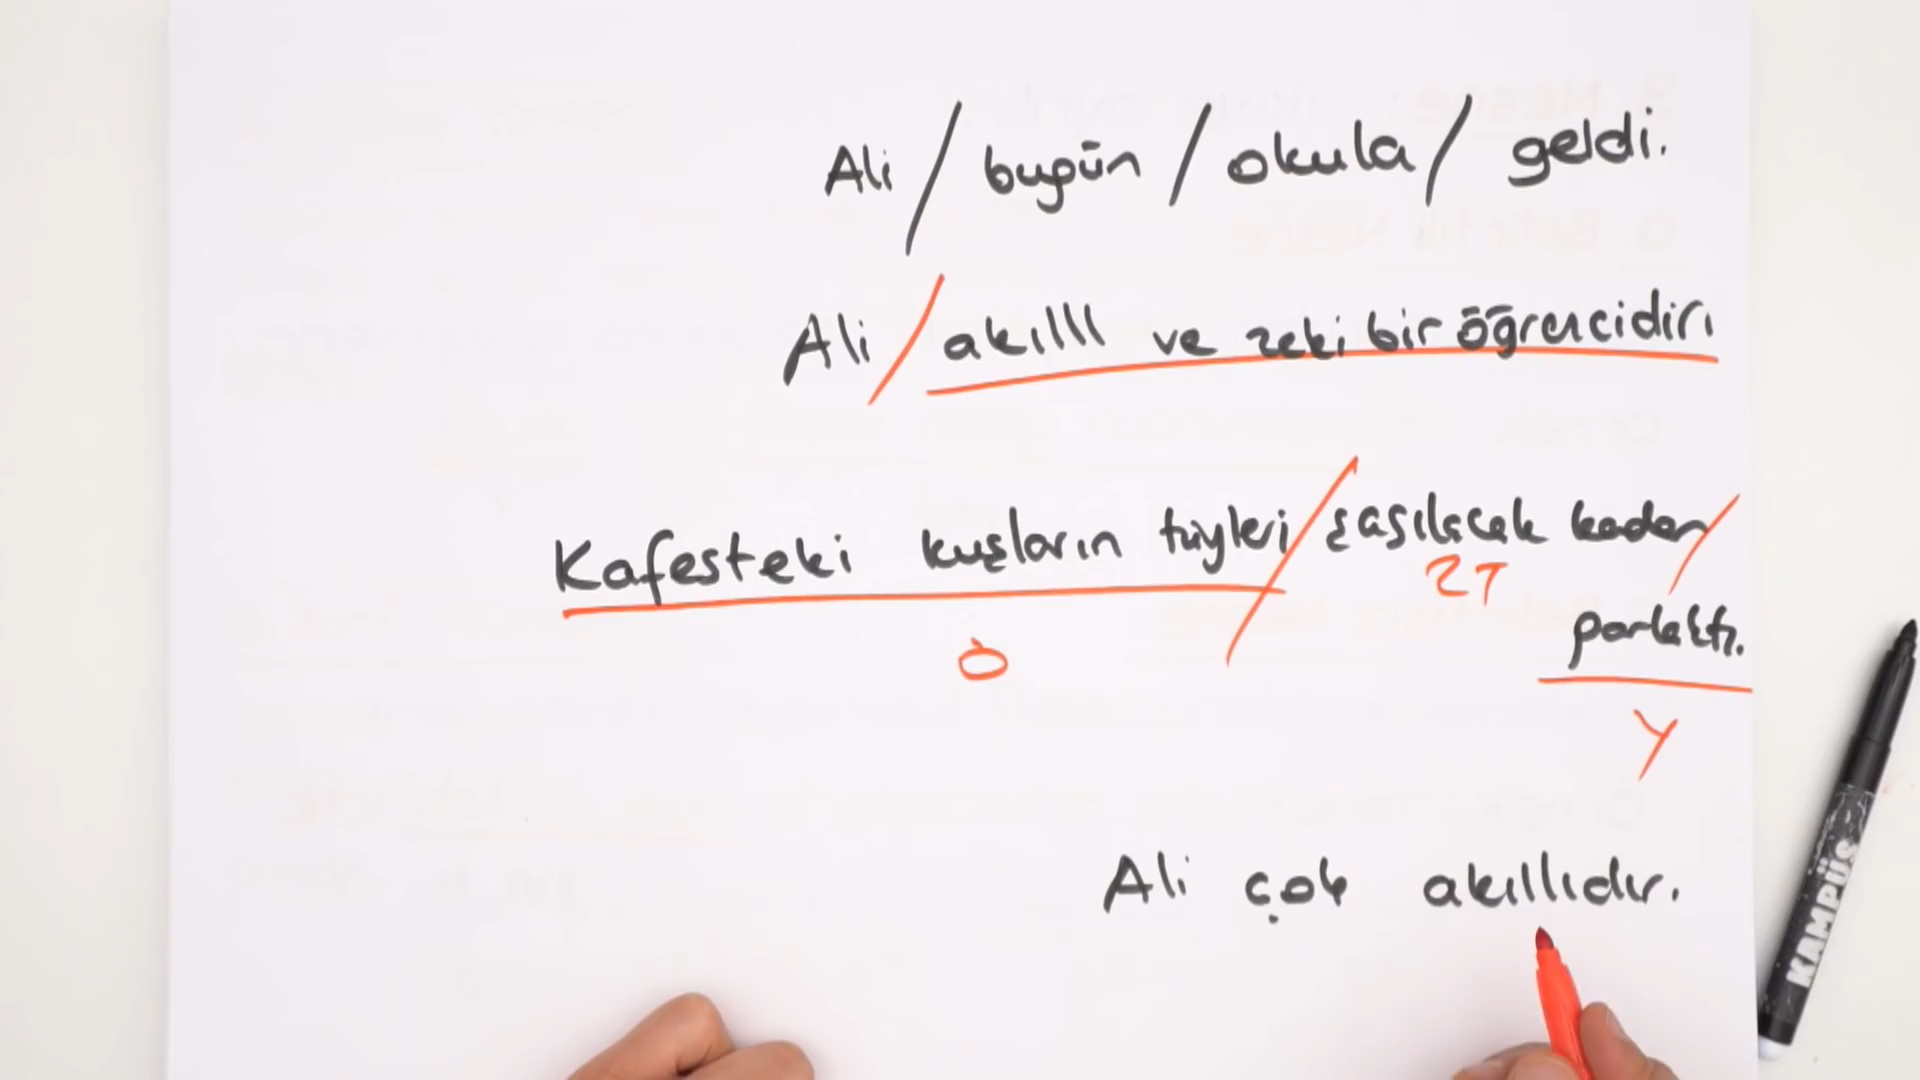 Ali / bugün / okula / geldi.
Ali / akıllı ve zeki bir öğrencidir.
Kafesteki kuşların tüyleri / şaşılacak kadar /
ZT
parlaktı.
Ö
Y
Ali çok akıllıdır.
KAMPÜS